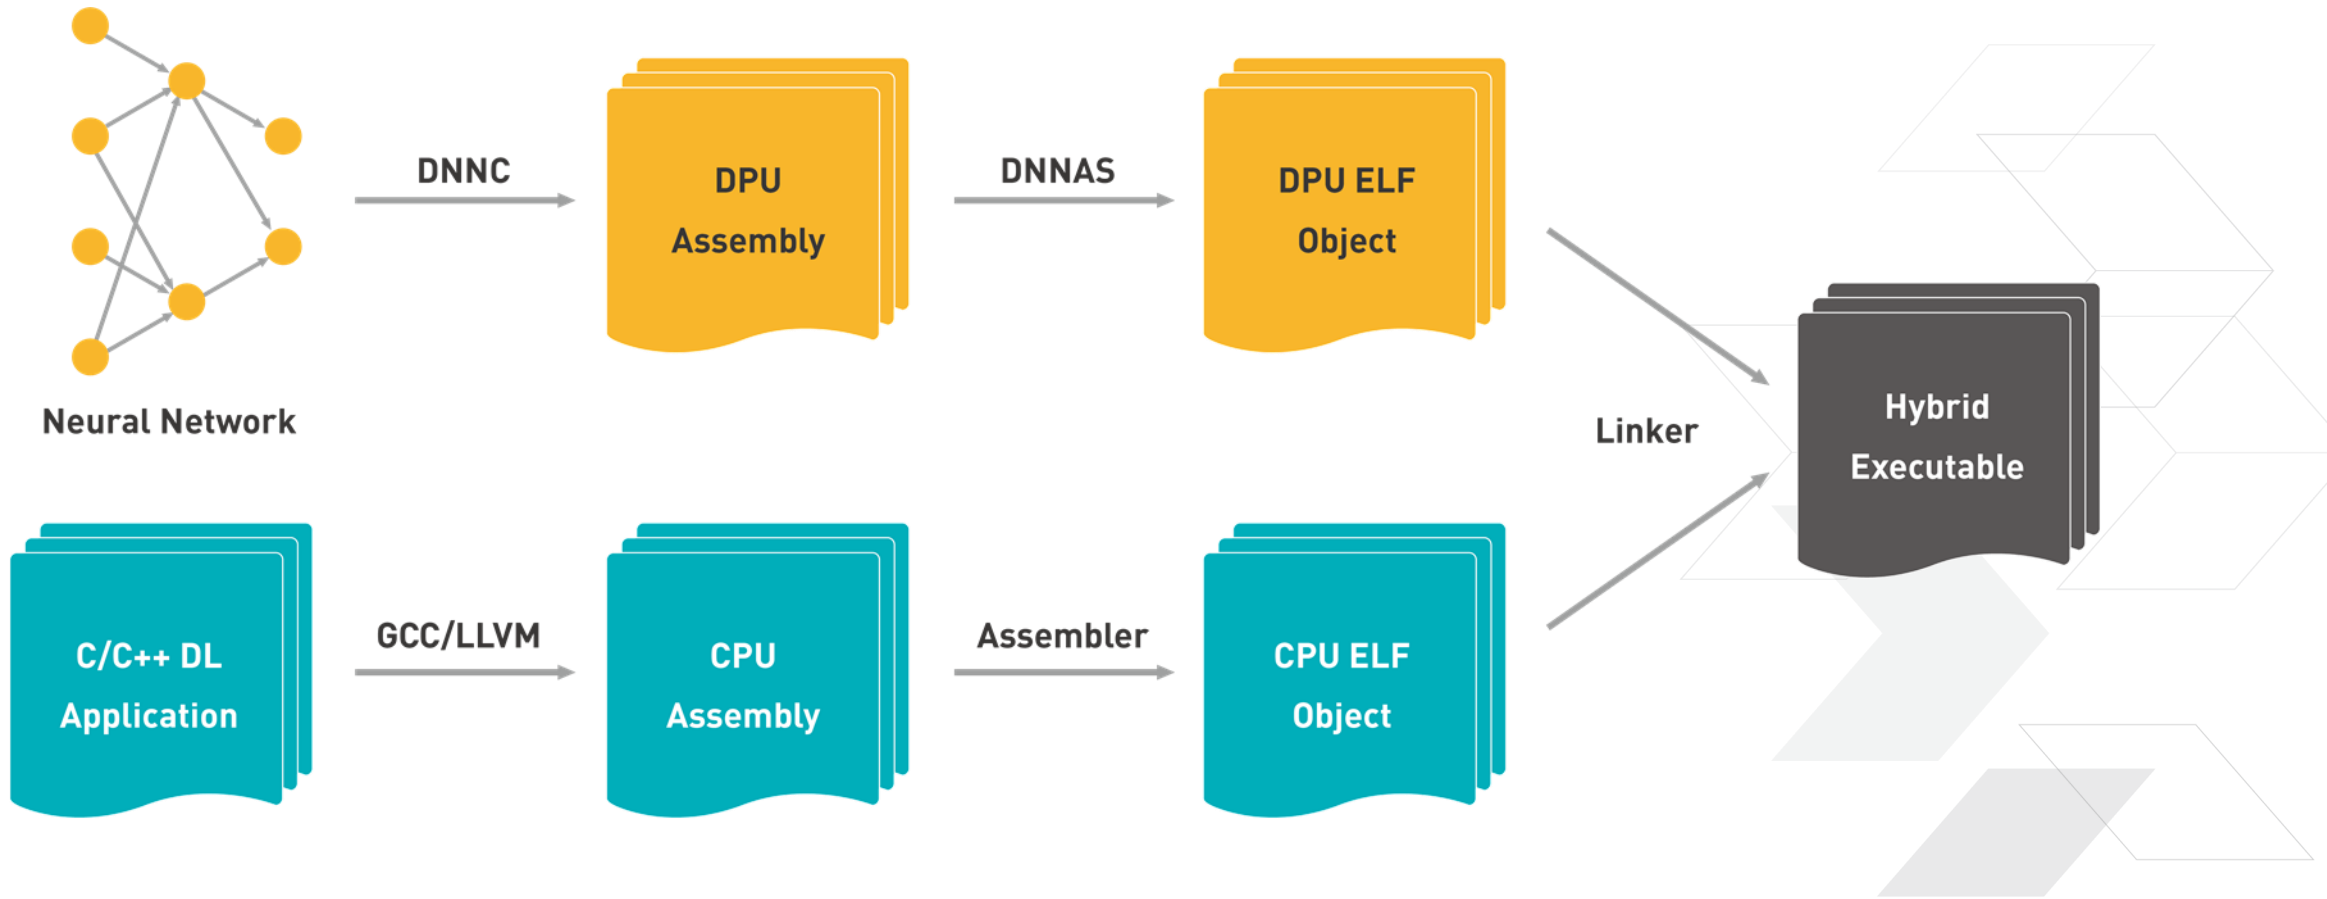 DNNC
DPU
Assembly
DNNAS
DPU ELF
Object
Neural Network
Linker
Hybrid
Executable
C/C++ DL
Application
GCC/LLVM
CPU
Assembly
Assembler
CPU ELF
Object